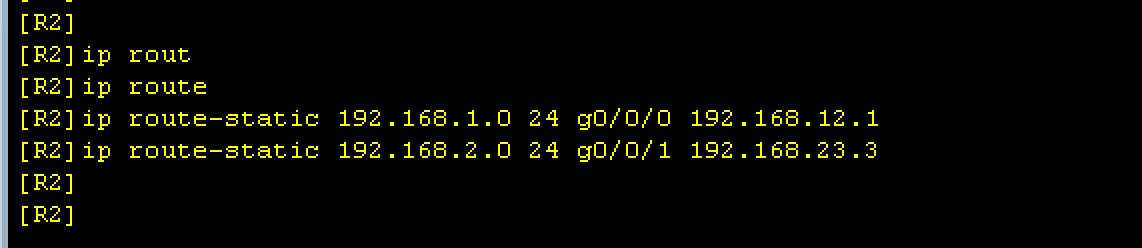 [R2]
[R2]ip rout
[R2]ip route
[R2]ip route-static 192.168.1.0 24 g0/0/0 192.168.12.1
[R2]ip route-static 192.168.2.0 24 g0/0/1 192.168.23.3
[R2]
[R2]